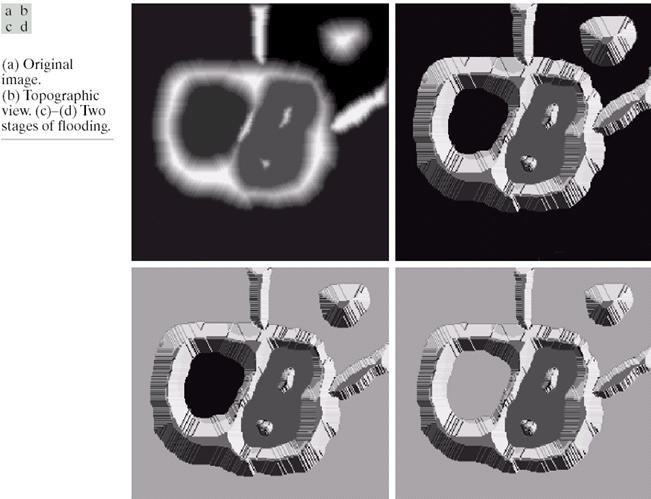 a b
c d
(a) Original
image.
(b) Topographic
view. (c)–(d) Two
stages of flooding.